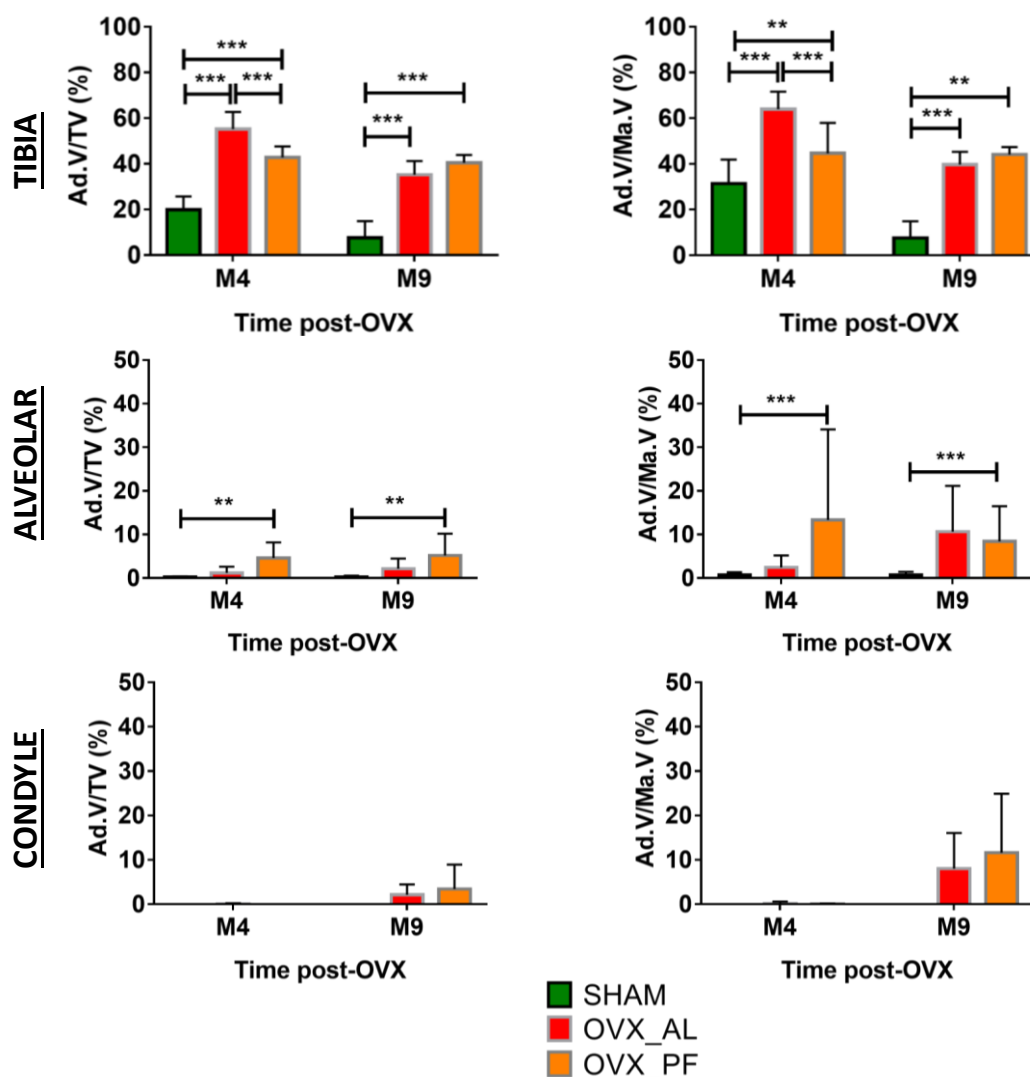 TIBIA
Ad.V/TV (%)
100
80
60
40
20
0
***
***
***
***
***
M4
M9
Time post-OVX
Ad.V/Ma.V (%)
100
80
60
40
20
0
**
***
***
**
***
M4
M9
Time post-OVX
ALVEOLAR
Ad.V/TV (%)
50
40
30
20
10
0
**
**
M4
M9
Time post-OVX
Ad.V/Ma.V (%)
50
40
30
20
10
0
***
***
M4
M9
Time post-OVX
CONDYLE
Ad.V/TV (%)
50
40
30
20
10
0
M4
M9
Time post-OVX
Ad.V/Ma.V (%)
50
40
30
20
10
0
M4
M9
Time post-OVX
SHAM
OVX_AL
OVX_PF